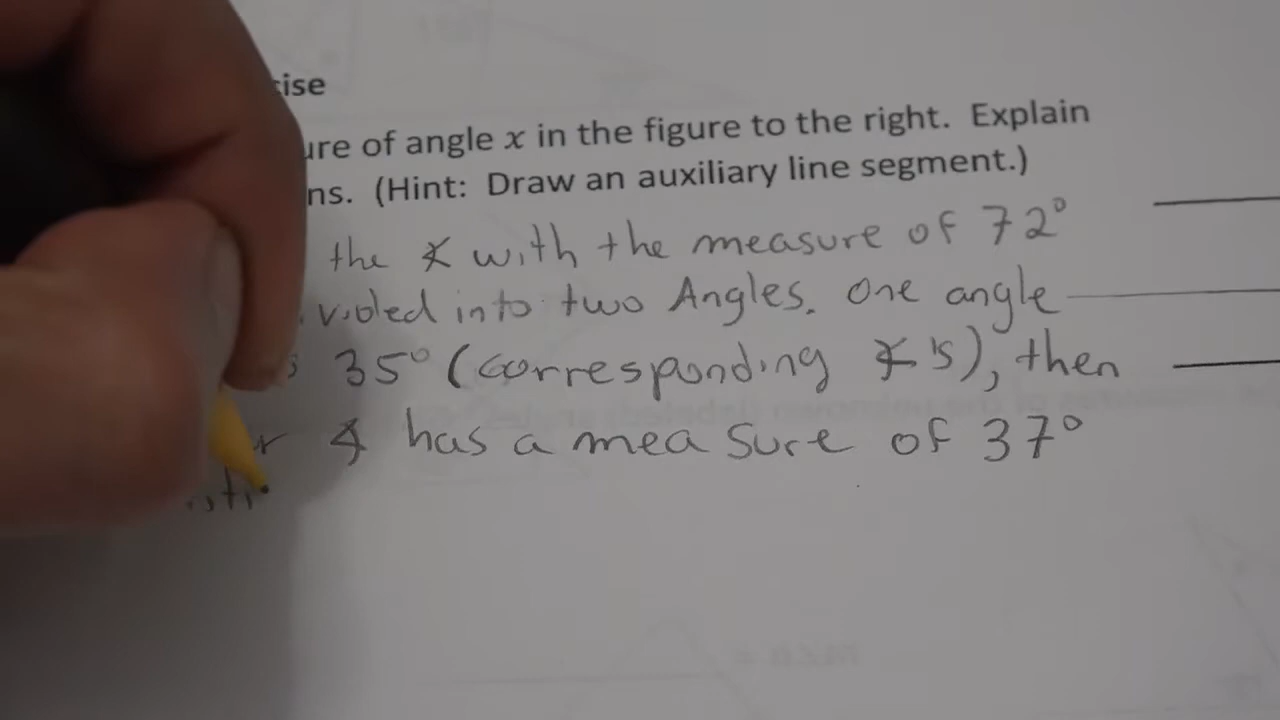 ise
ure of angle x in the figure to the right. Explain
ns. (Hint: Draw an auxiliary line segment.)
the ∡ with the measure of 72°
vided into two Angles. One angle
35° (corresponding ∡'s), then
r ∡ has a measure of 37°